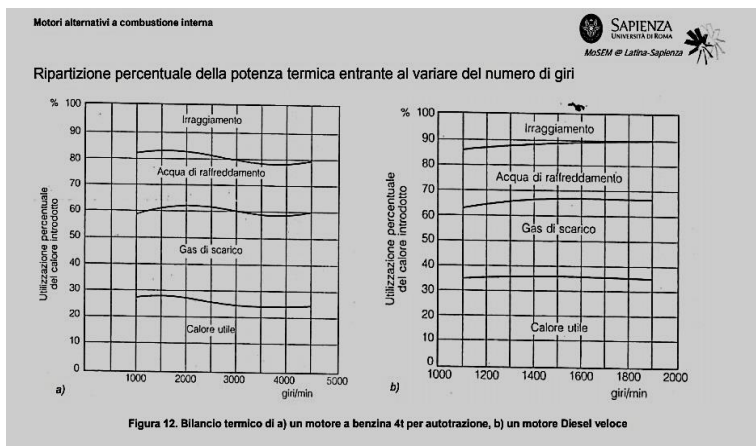 Motori alternativi a combustione interna
SAPIENZA
UNIVERSITÀ DI ROMA
MoSEM @ Latina-Sapienza
Ripartizione percentuale della potenza termica entrante al variare del numero di giri
% 100
90
80
70
60
50
40
30
20
10
0
Utilizzazione percentuale
del calore introdotto
Irraggiamento
Acqua di raffreddamento
Gas di scarico
Calore utile
1000 2000 3000 4000 5000
giri/min
a)
% 100
90
80
70
60
50
40
30
20
10
0
Utilizzazione percentuale
del calore introdotto
Irraggiamento
Acqua di raffreddamento
Gas di scarico
Calore utile
1000 1200 1400 1600 1800 2000
giri/min
b)
Figura 12. Bilancio termico di a) un motore a benzina 4t per autotrazione, b) un motore Diesel veloce